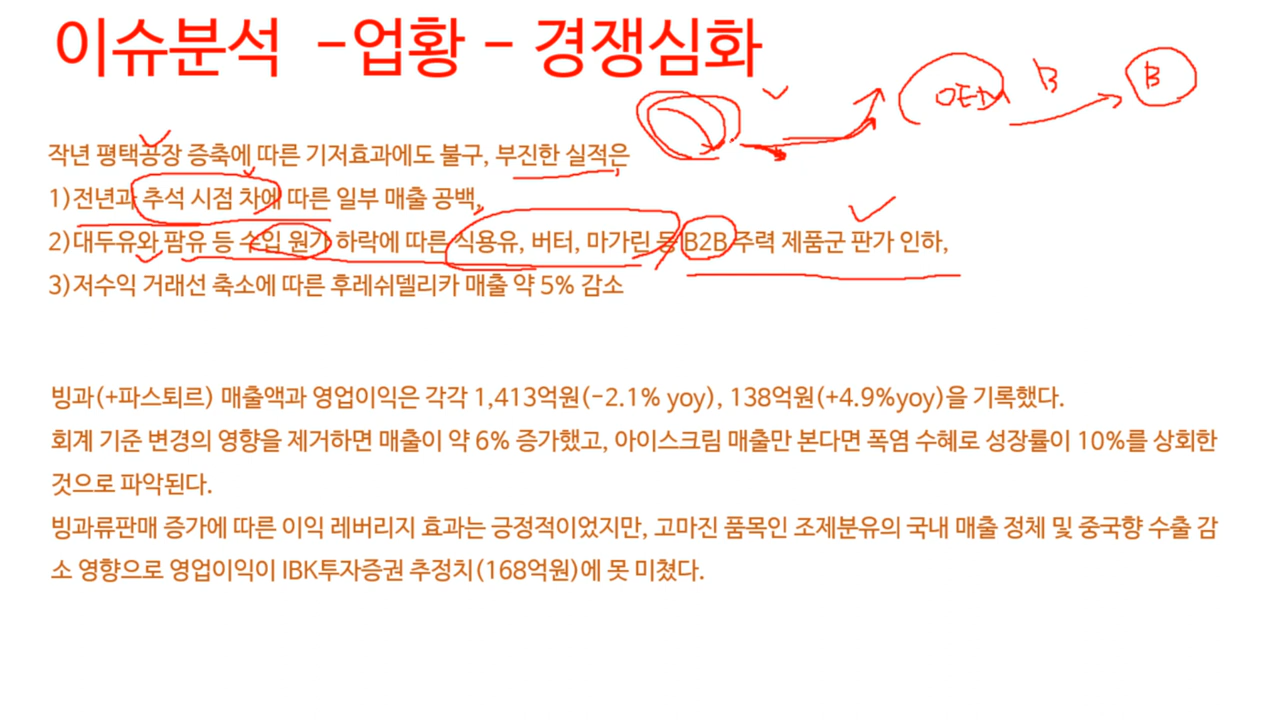 이슈분석 -업황 - 경쟁심화
OEM B B
작년 평택공장 증축에 따른 기저효과에도 불구, 부진한 실적은
1)전년과 추석 시점 차에 따른 일부 매출 공백,
2)대두유와 팜유 등 수입 원가 하락에 따른 식용유, 버터, 마가린 등 B2B 주력 제품군 판가 인하,
3)저수익 거래선 축소에 따른 후레쉬델리카 매출 약 5% 감소
빙과(+파스퇴르) 매출액과 영업이익은 각각 1,413억원(-2.1% yoy), 138억원(+4.9%yoy)을 기록했다.
회계 기준 변경의 영향을 제거하면 매출이 약 6% 증가했고, 아이스크림 매출만 본다면 폭염 수혜로 성장률이 10%를 상회한
것으로 파악된다.
빙과류판매 증가에 따른 이익 레버리지 효과는 긍정적이었지만, 고마진 품목인 조제분유의 국내 매출 정체 및 중국향 수출 감
소 영향으로 영업이익이 IBK투자증권 추정치(168억원)에 못 미쳤다.